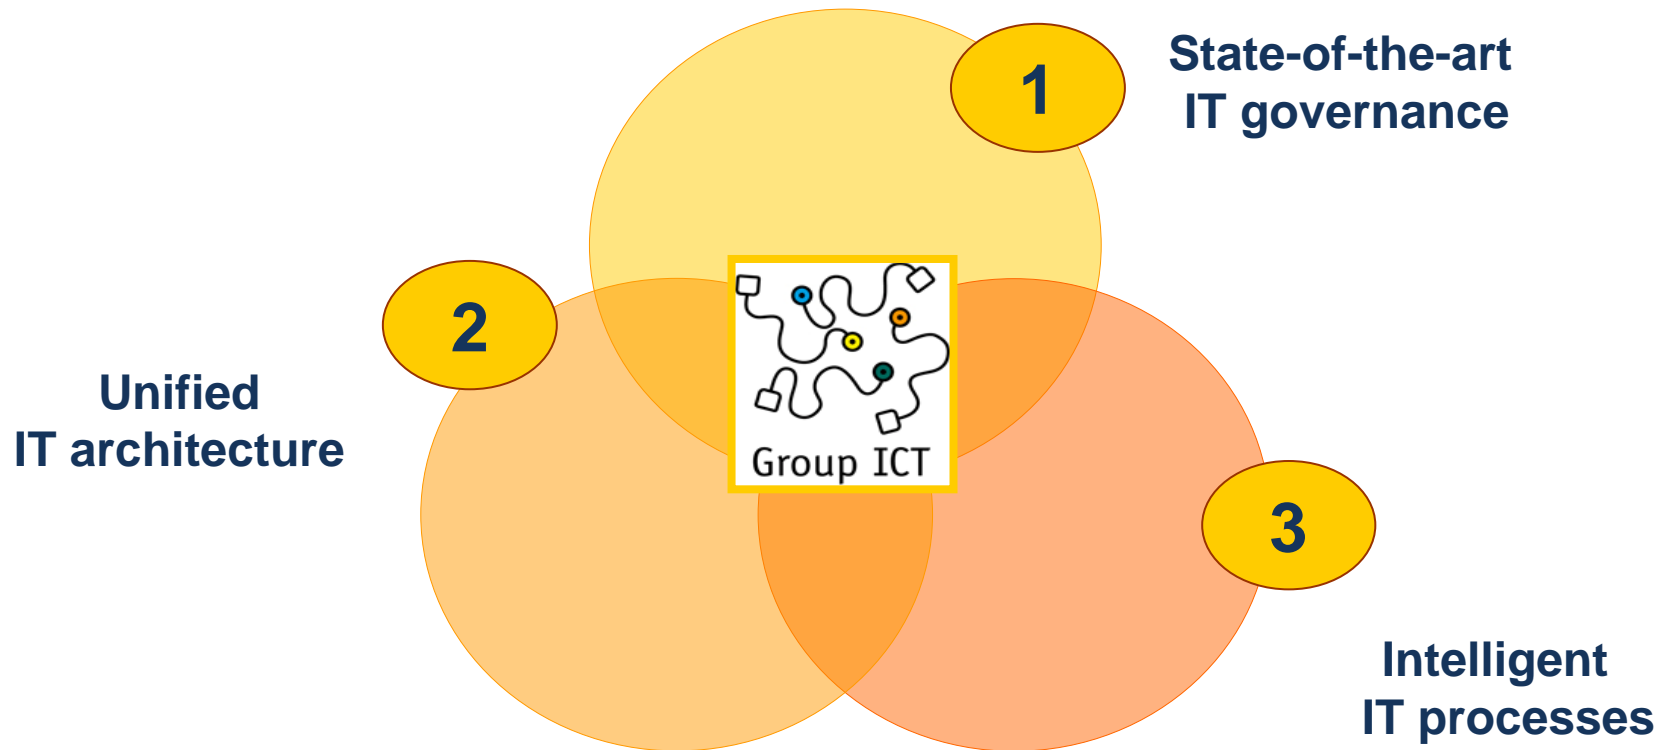 1
State-of-the-art
IT governance
2
Unified
IT architecture
Group ICT
3
Intelligent
IT processes